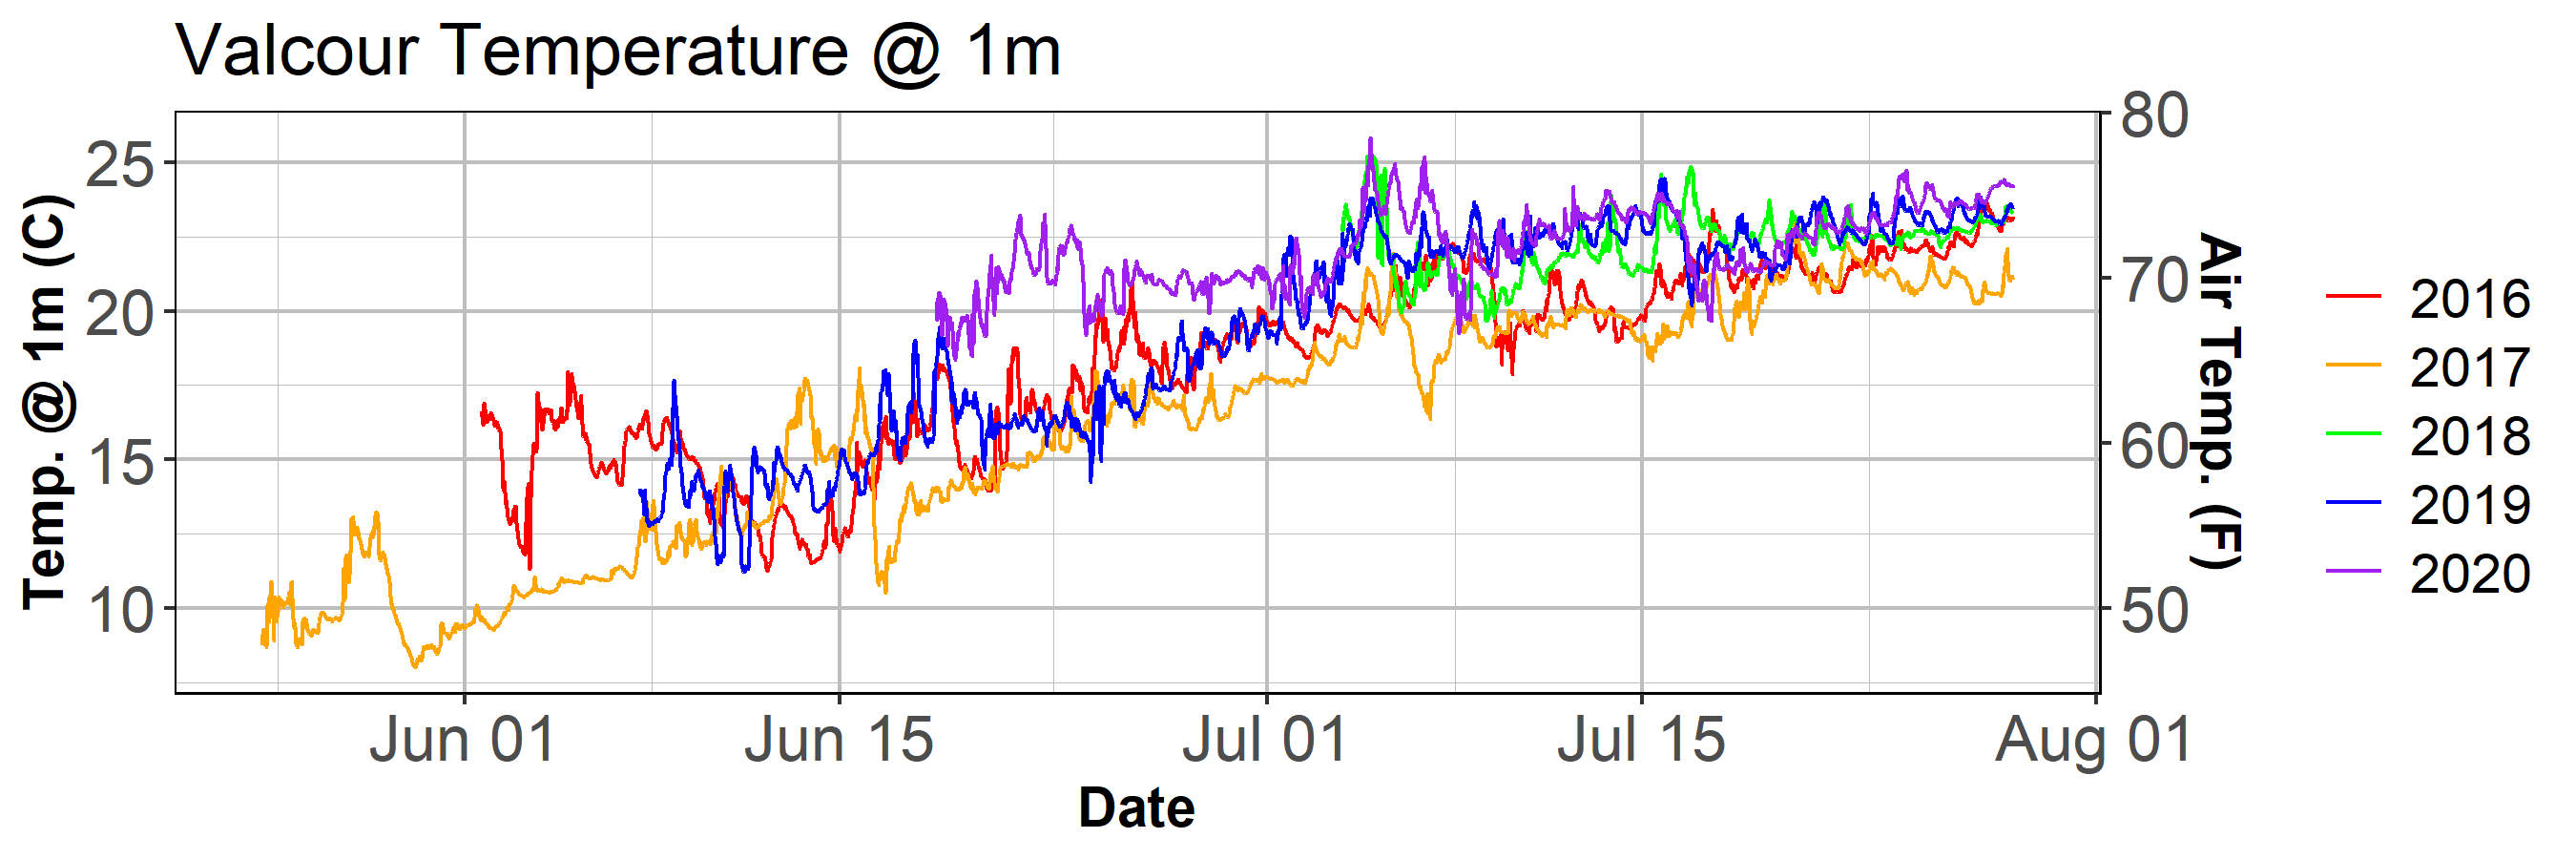 Valcour Temperature @ 1m
Temp. @ 1m (C)
25
20
15
10
80
70
60
50
Air Temp. (F)
Jun 01
Jun 15
Jul 01
Jul 15
Aug 01
Date
2016
2017
2018
2019
2020